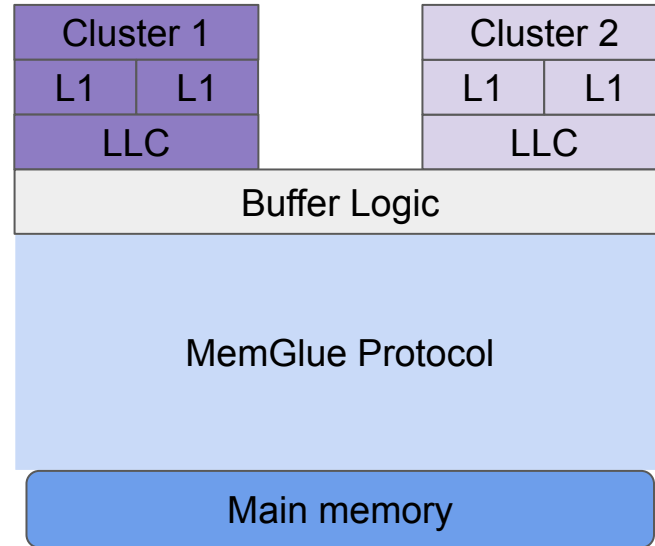 Cluster 1 Cluster 2
L1 L1 L1 L1
LLC LLC
Buffer Logic
MemGlue Protocol
Main memory